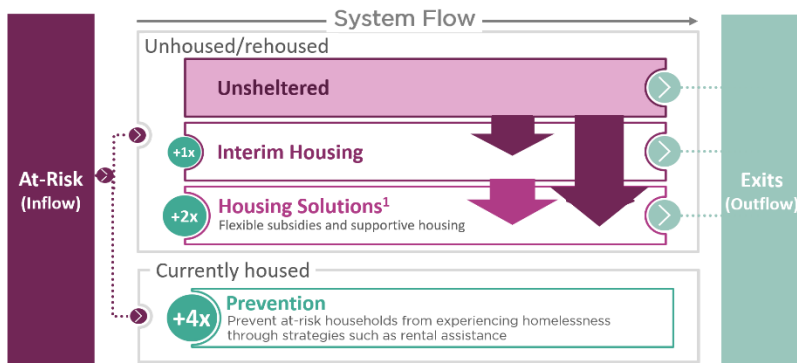 System Flow
Unhoused/rehoused
Unsheltered
+1x
Interim Housing
At-Risk
(Inflow)
Exits
(Outflow)
+2x
Housing Solutions¹
Flexible subsidies and supportive housing
Currently housed
+4x
Prevention
Prevent at-risk households from experiencing homelessness
through strategies such as rental assistance